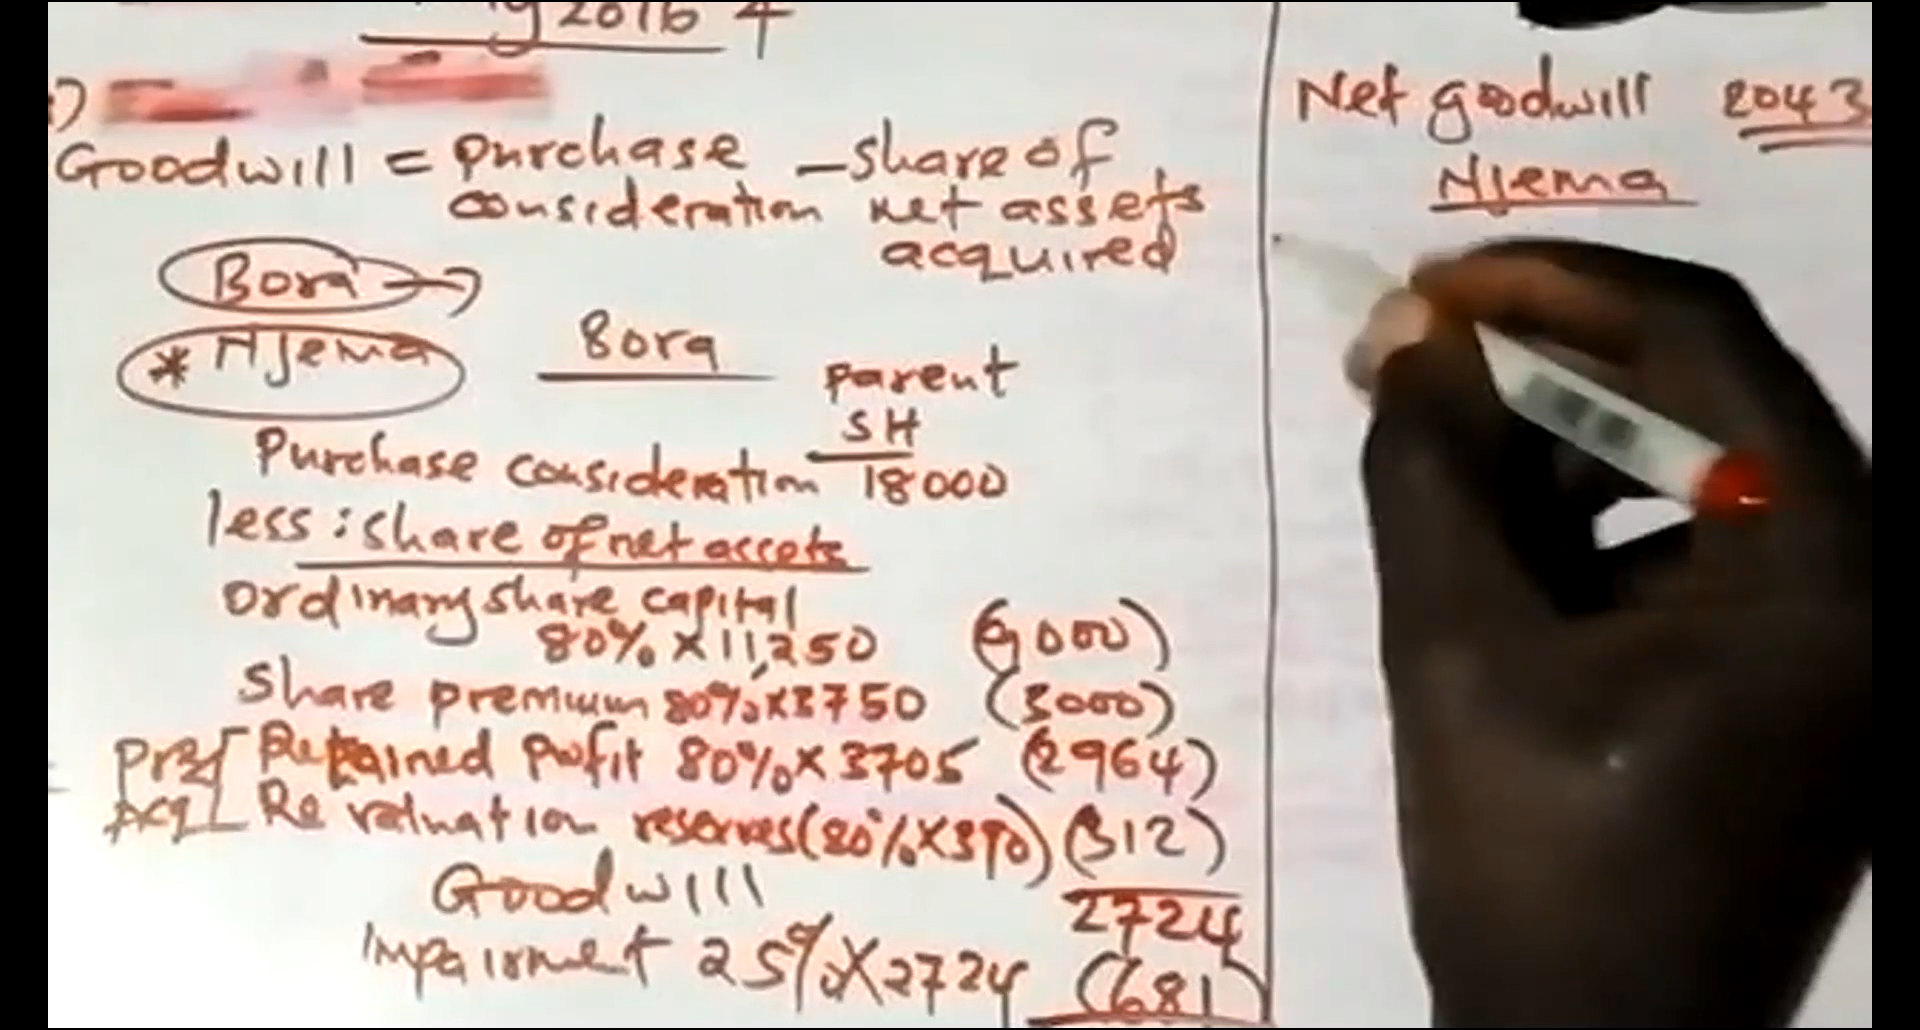 2016 4
Goodwill = purchase - share of
consideration net assets
acquired
Bora
* Njema
Bora
parent
SH
Purchase consideration 18000
less: share of net assets
ordinary share capital
80% X 11,250 (9000)
Share premium 80% X 3750 (3000)
pre Retained profit 80% X 3705 (2964)
Acq Revaluation reserves (80% X 390) (312)
Goodwill 2724
Impairment 25% X 2724 (681)
Net goodwill 2043
Njema